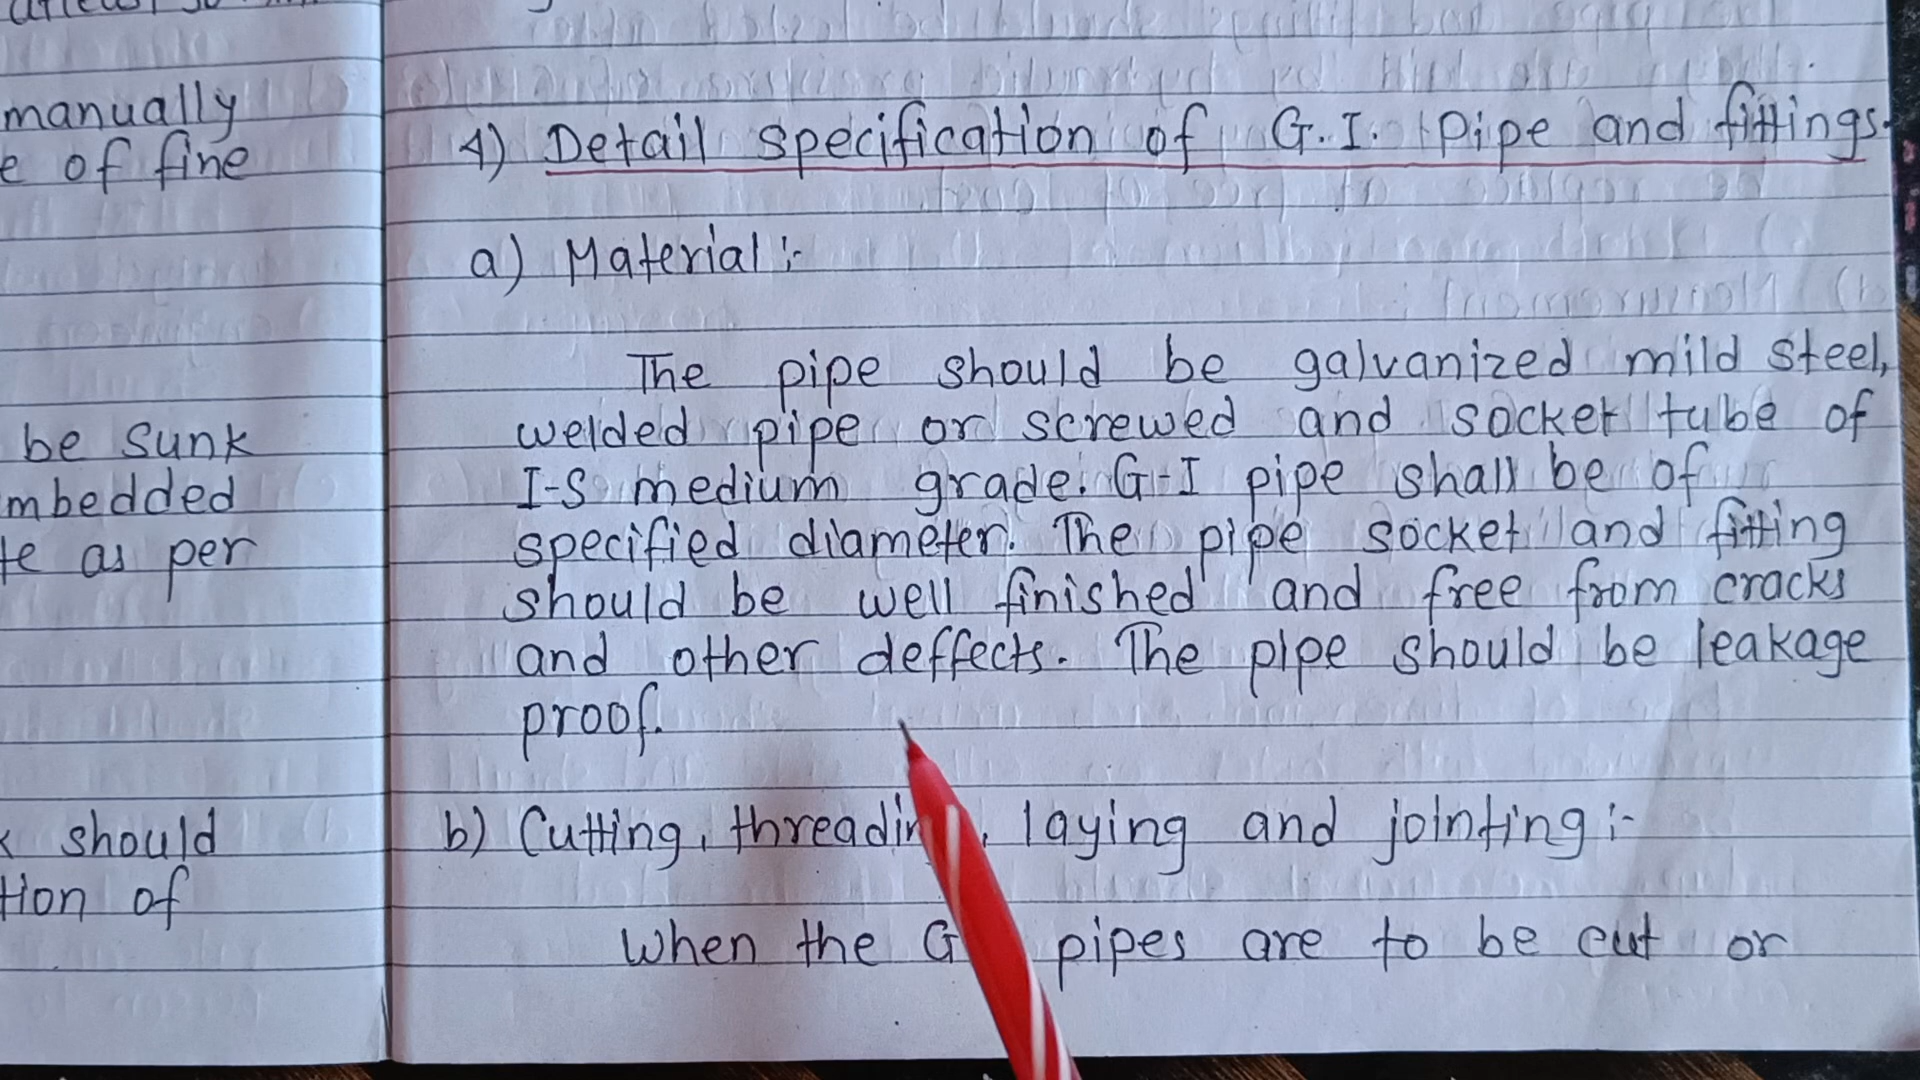 manually
e of fine
be sunk
mbedded
te as per
should
tion of
4) Detail specification of G.I. Pipe and fittings.
a) Material :-
The pipe should be galvanized mild steel,
welded pipe or screwed and socket tube of
I-S medium grade. G-I pipe shall be of
specified diameter. The pipe socket and fitting
should be well finished and free from cracks
and other deffects. The pipe should be leakage
proof.
b) Cutting, threadin, laying and jointing :-
When the G pipes are to be cut or